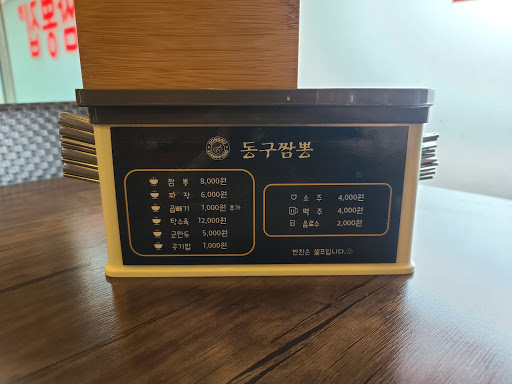 동구짬뽕
짬 뽕 8,000원
짜 장 6,000원
곱빼기 1,000원 추가
탕수육 12,000원
군만두 5,000원
공기밥 1,000원
소 주 4,000원
맥 주 4,000원
음료수 2,000원
반찬은 셀프입니다.☺